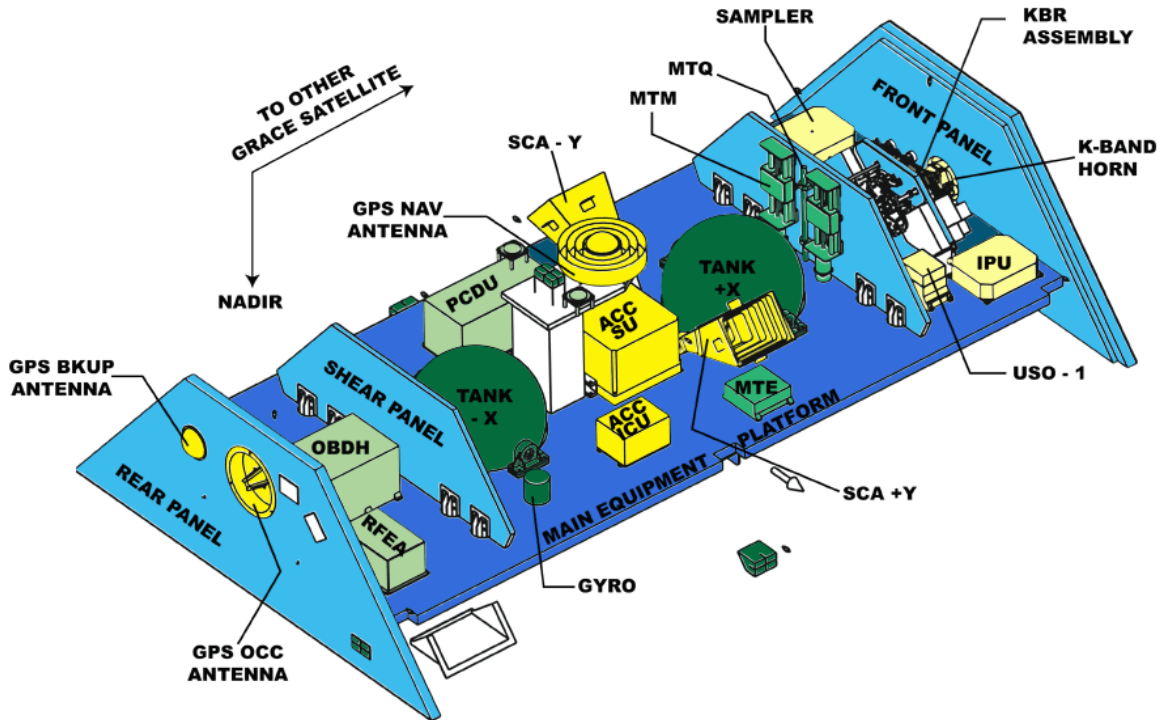 SAMPLER
KBR
ASSEMBLY
MTQ
MTM
FRONT PANEL
K-BAND
HORN
TO OTHER
GRACE SATELLITE
SCA - Y
GPS NAV
ANTENNA
NADIR
PCDU
TANK
+X
IPU
ACC
SU
USO - 1
GPS BKUP
ANTENNA
SHEAR PANEL
TANK
- X
MTE
ACC
ICU
OBDH
REAR PANEL
RFEA
MAIN EQUIPMENT PLATFORM
SCA +Y
GYRO
GPS OCC
ANTENNA